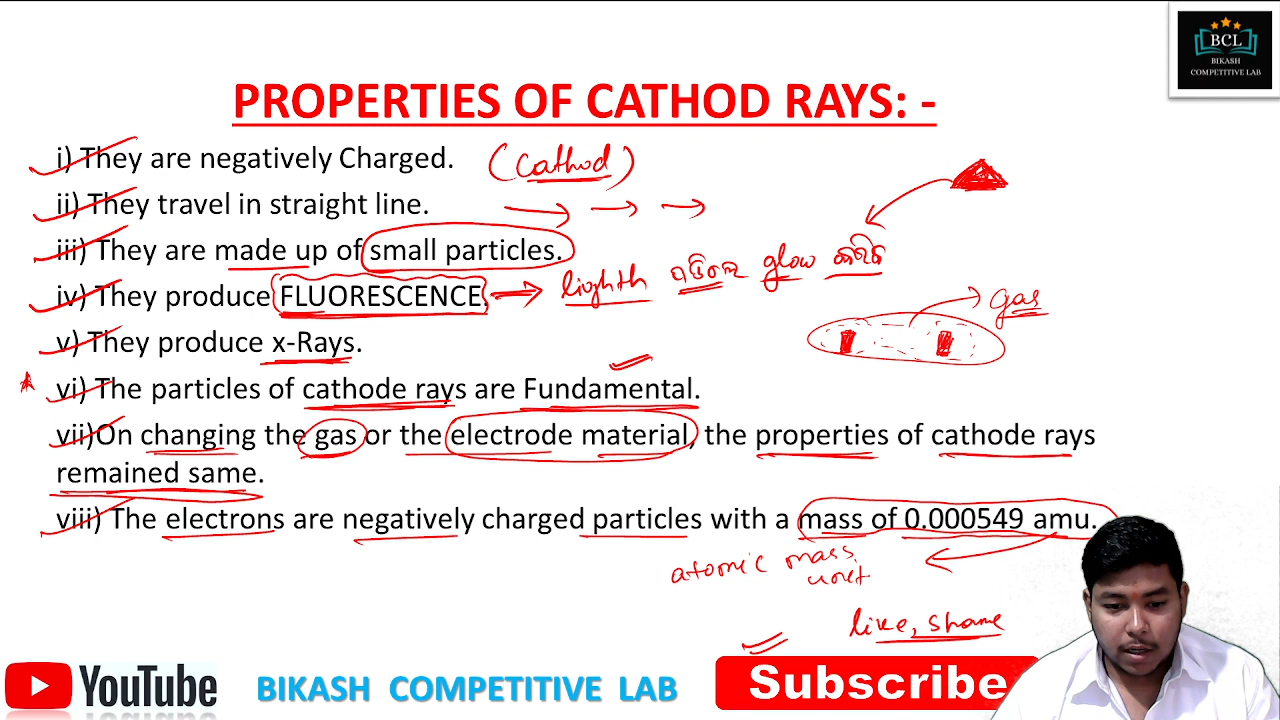 BCL
BIKASH
COMPETITIVE LAB
PROPERTIES OF CATHOD RAYS: -
i) They are negatively Charged. (Cathod)
ii) They travel in straight line.
iii) They are made up of small particles.
iv) They produce FLUORESCENCE. lighth glow
gas
v) They produce x-Rays.
vi) The particles of cathode rays are Fundamental.
vii)On changing the gas or the electrode material, the properties of cathode rays
remained same.
viii) The electrons are negatively charged particles with a mass of 0.000549 amu.
atomic mass
unit
like, share
YouTube BIKASH COMPETITIVE LAB Subscribe